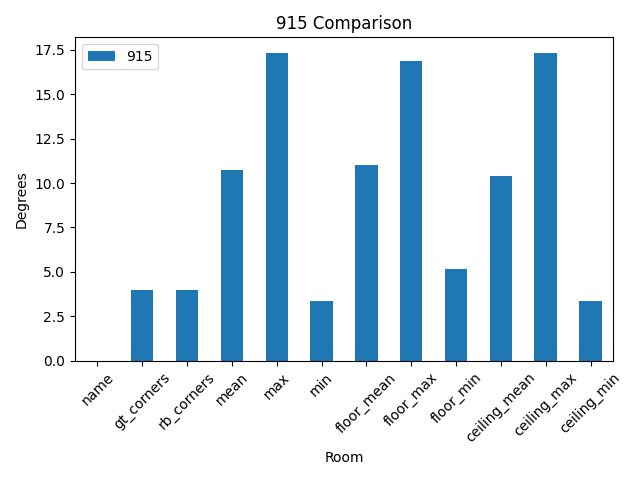 915 Comparison
915
Degrees
17.5
15.0
12.5
10.0
7.5
5.0
2.5
0.0
name
gt_corners
rb_corners
mean
max
min
floor_mean
floor_max
floor_min
ceiling_mean
ceiling_max
ceiling_min
Room